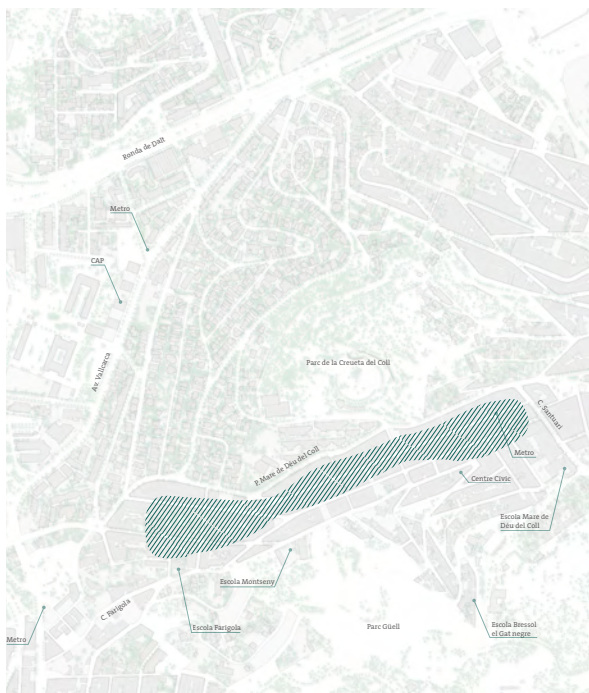 Ronda de Dalt
Metro
CAP
Av. Vallcarca
Parc de la Creueta del Coll
C. Santuari
P. Mare de Déu del Coll
Metro
Centre Cívic
Escola Mare de
Déu del Coll
Escola Montseny
C. Farigola
Escola Farigola
Parc Güell
Escola Bressol
el Gat negre
Metro